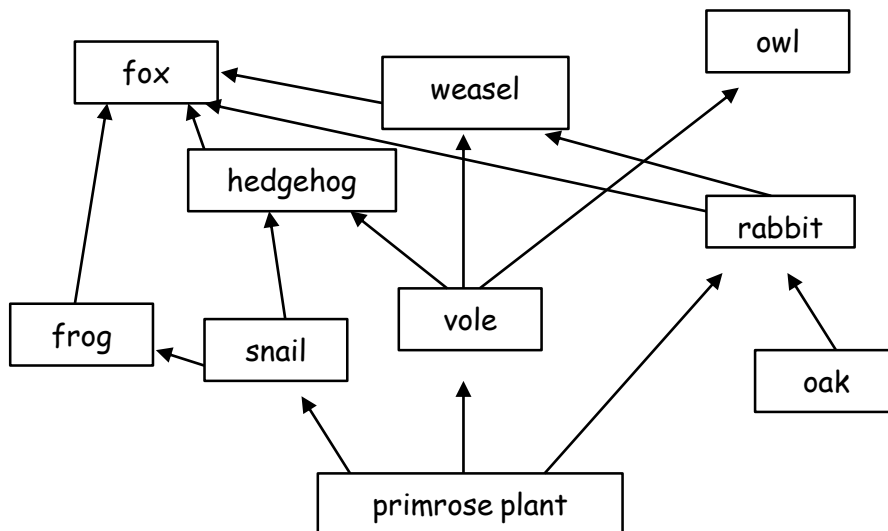 owl
fox
weasel
hedgehog
rabbit
vole
frog
snail
oak
primrose plant